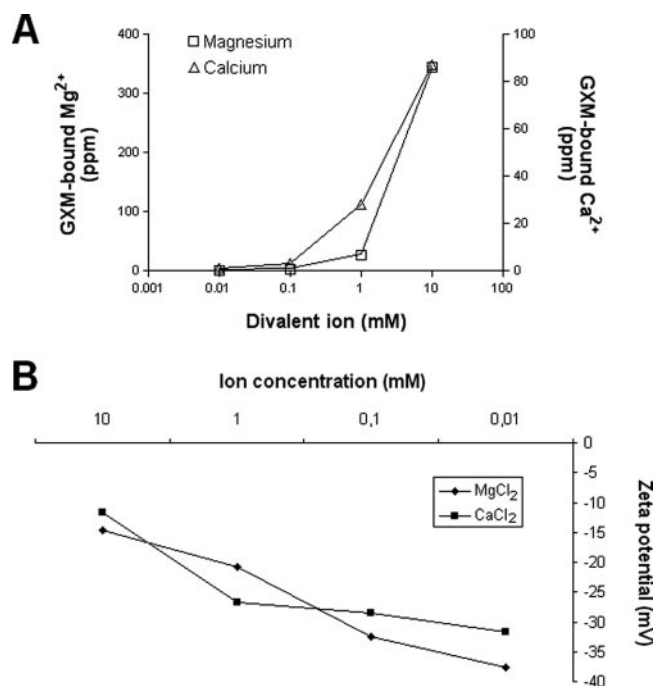 A
400
350
300
200
100
50
0
GXM-bound Mg2+
(ppm)
Magnesium
Calcium
100
80
60
40
20
0
GXM-bound Ca2+
(ppm)
0.001
0.01
0.1
1
10
100
Divalent ion (mM)
B
Ion concentration (mM)
10
1
0,1
0,01
0
-5
-10
-15
-20
-25
-30
-35
-40
Zeta potential
(mV)
MgCl2
CaCl2